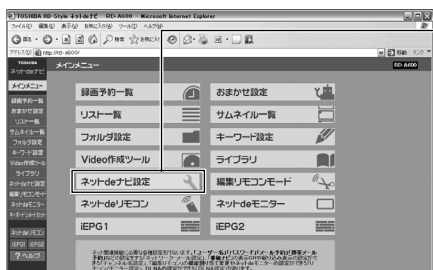 TOSHIBA RD-Style ネットdeナビ RD-A600 - Microsoft Internet Explorer
ファイル(F) 編集(E) 表示(V) お気に入り(A) ツール(T) ヘルプ(H)
戻る 検索 お気に入り
アドレス(D) http://rd-a600/ 移動 リンク
TOSHIBA
ネットdeナビ
メインメニュー RD-A600
メインメニュー
録画予約一覧
おまかせ設定
リスト一覧
サムネイル一覧
フォルダ設定
キーワード設定
Video作成ツール
ライブラリ
ネットdeナビ設定
編集リモコンモード
ネットdeモニター
ネットdeリモコン
iEPG1 iEPG2
? ヘルプ
録画予約一覧 おまかせ設定
リスト一覧 サムネイル一覧
フォルダ設定 キーワード設定
Video作成ツール ライブラリ
ネットdeナビ設定 編集リモコンモード
ネットdeリモコン ネットdeモニター
iEPG1 iEPG2